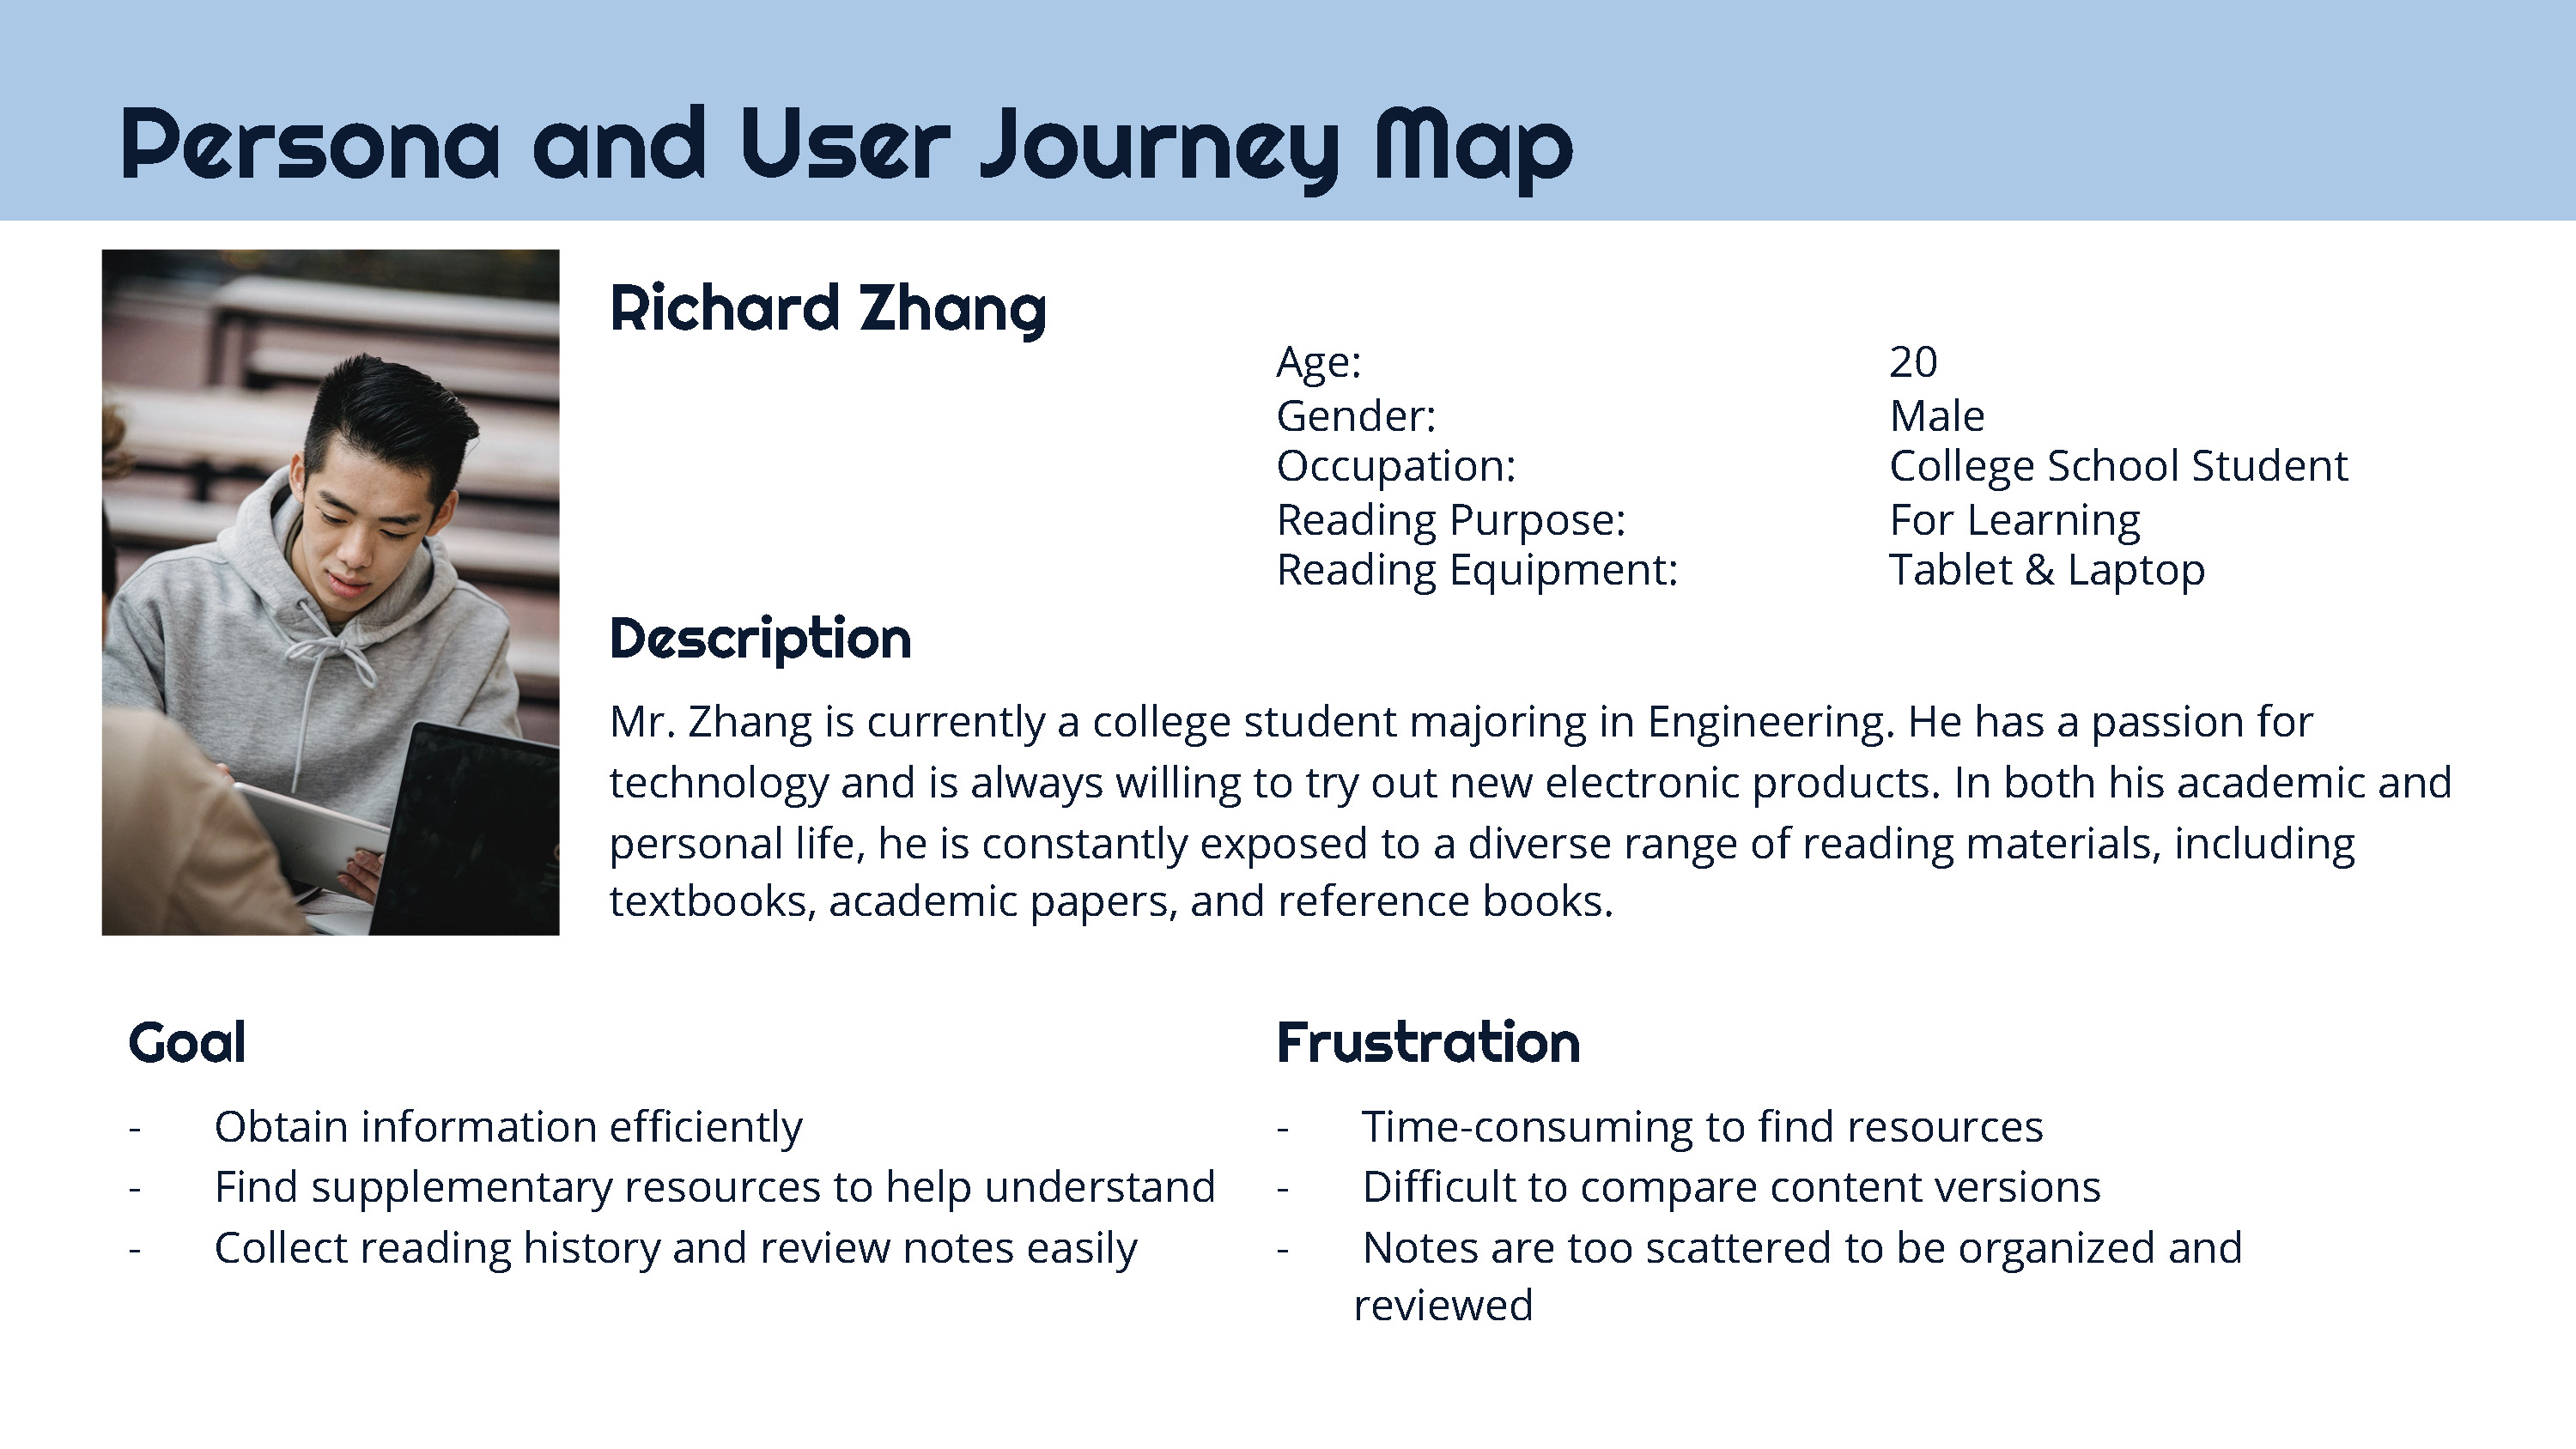 Persona and User Journey Map
Richard Zhang
Age: 20
Gender: Male
Occupation: College School Student
Reading Purpose: For Learning
Reading Equipment: Tablet & Laptop
Description
Mr. Zhang is currently a college student majoring in Engineering. He has a passion for
technology and is always willing to try out new electronic products. In both his academic and
personal life, he is constantly exposed to a diverse range of reading materials, including
textbooks, academic papers, and reference books.
Goal
- Obtain information efficiently
- Find supplementary resources to help understand
- Collect reading history and review notes easily
Frustration
- Time-consuming to find resources
- Difficult to compare content versions
- Notes are too scattered to be organized and
reviewed